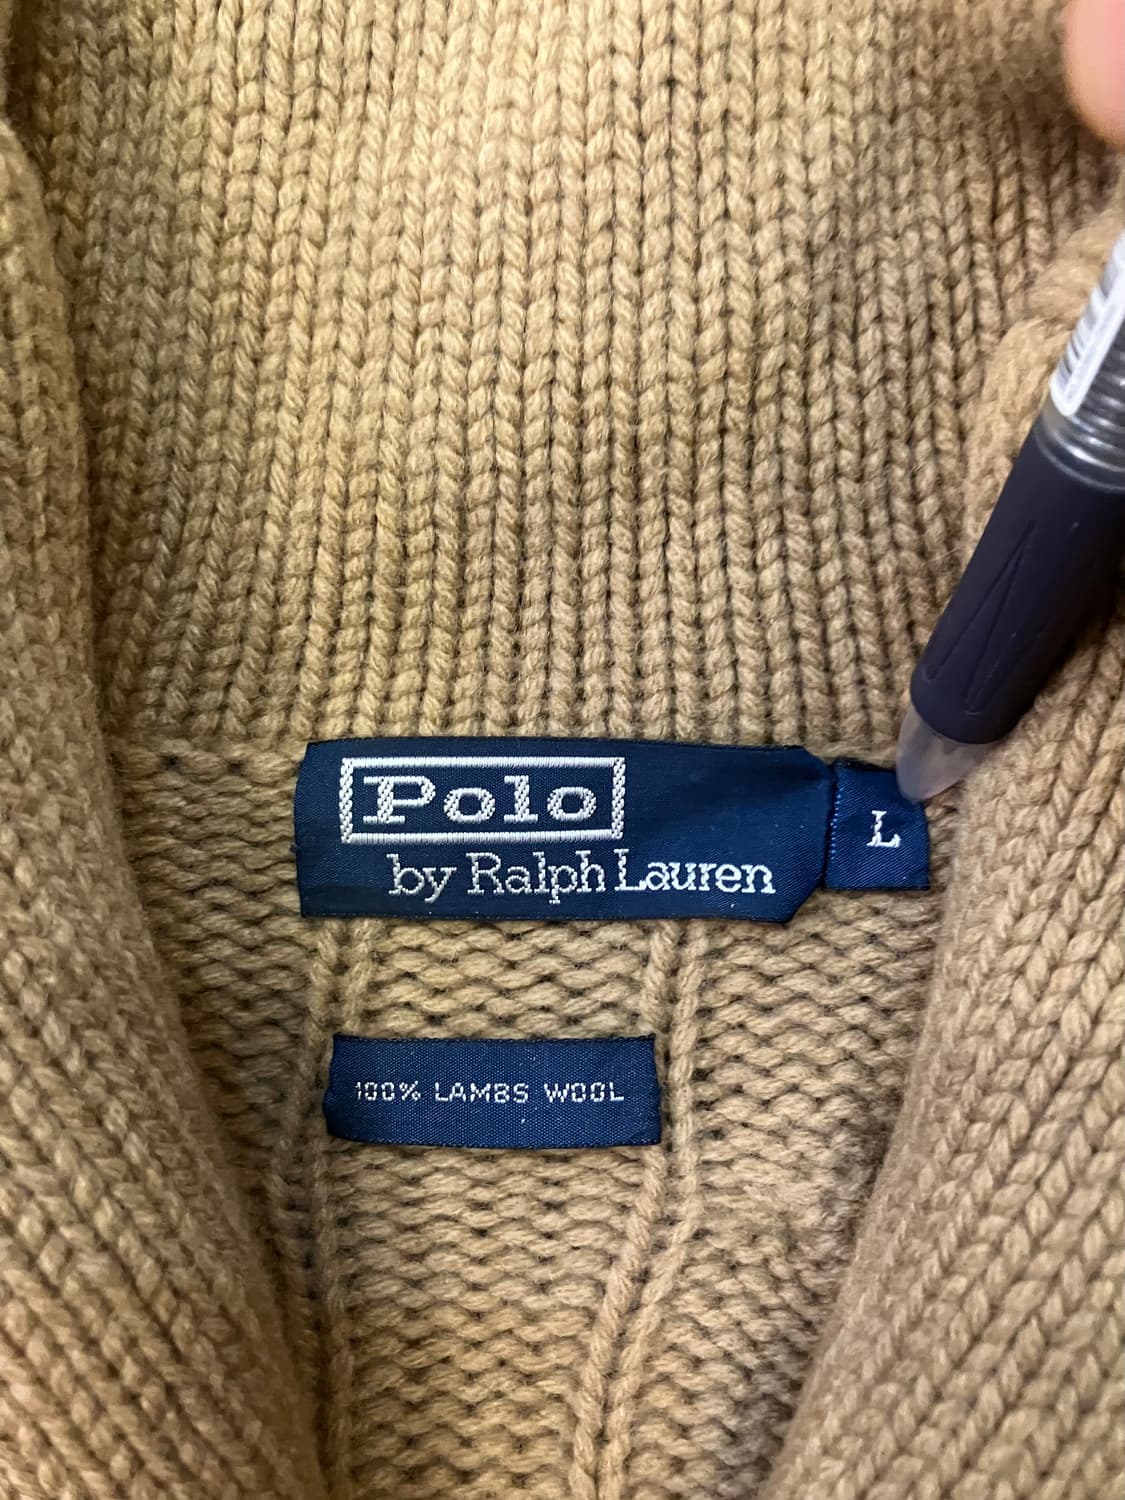 Polo
by Ralph Lauren
L
100% LAMBS WOOL